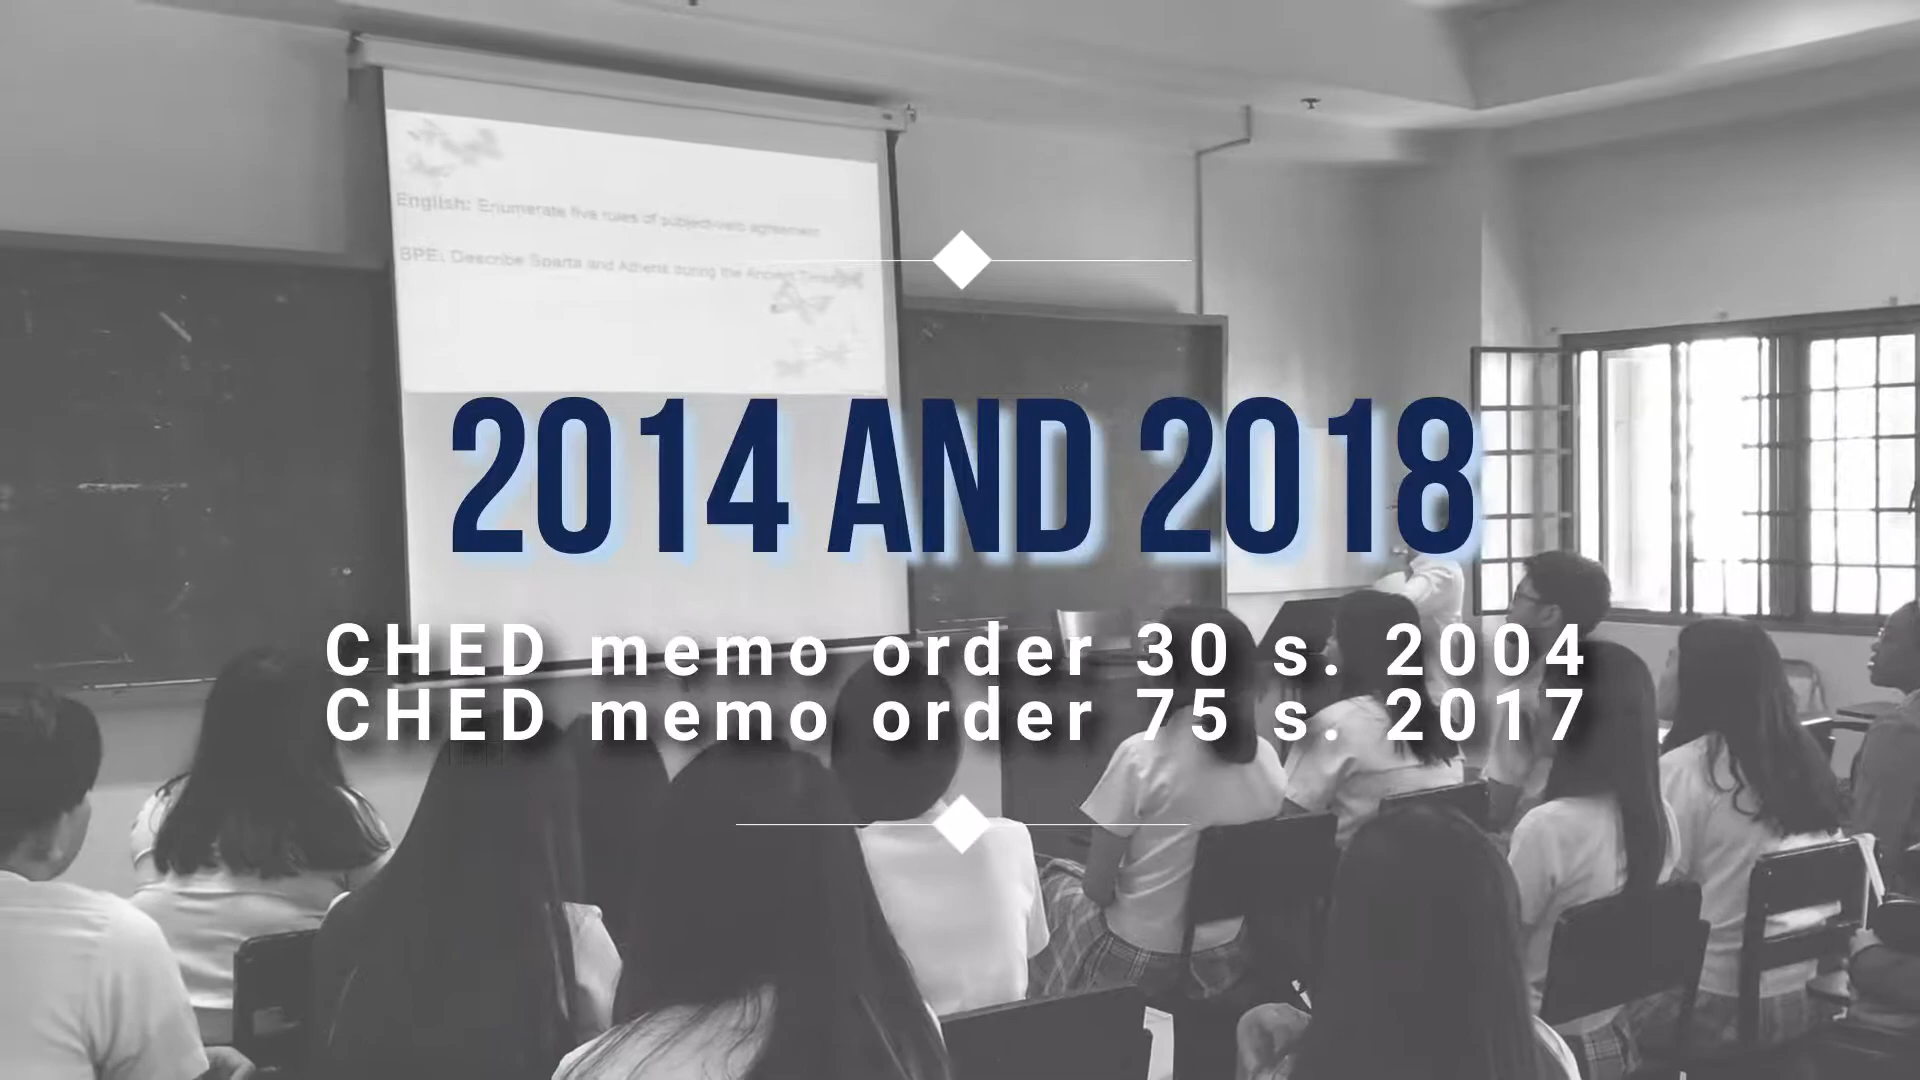 English: Enumerate five rules of subject-verb agreement
BPE: Describe Sparta and Athens during the Ancient Times
2014 AND 2018
CHED memo order 30 s. 2004
CHED memo order 75 s. 2017